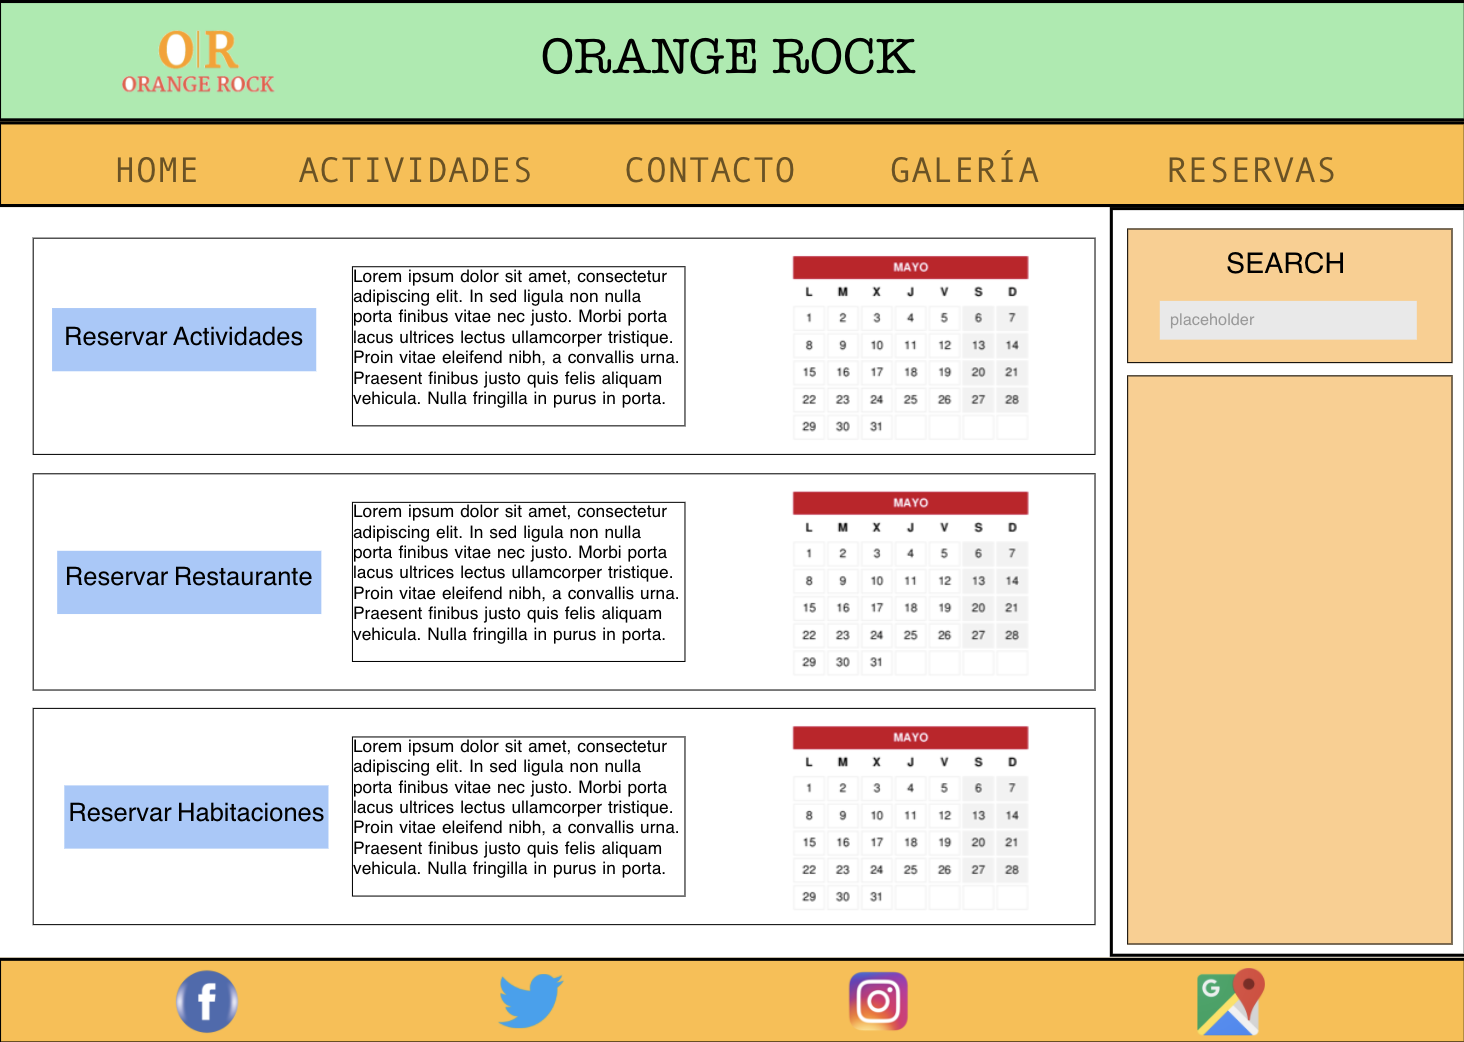 O|R
ORANGE ROCK
ORANGE ROCK
HOME ACTIVIDADES CONTACTO GALERÍA RESERVAS
Reservar Actividades
Lorem ipsum dolor sit amet, consectetur
adipiscing elit. In sed ligula non nulla
porta finibus vitae nec justo. Morbi porta
lacus ultrices lectus ullamcorper tristique.
Proin vitae eleifend nibh, a convallis urna.
Praesent finibus justo quis felis aliquam
vehicula. Nulla fringilla in purus in porta.
MAYO
L M X J V S D
1 2 3 4 5 6 7
8 9 10 11 12 13 14
15 16 17 18 19 20 21
22 23 24 25 26 27 28
29 30 31
Reservar Restaurante
Lorem ipsum dolor sit amet, consectetur
adipiscing elit. In sed ligula non nulla
porta finibus vitae nec justo. Morbi porta
lacus ultrices lectus ullamcorper tristique.
Proin vitae eleifend nibh, a convallis urna.
Praesent finibus justo quis felis aliquam
vehicula. Nulla fringilla in purus in porta.
MAYO
L M X J V S D
1 2 3 4 5 6 7
8 9 10 11 12 13 14
15 16 17 18 19 20 21
22 23 24 25 26 27 28
29 30 31
Reservar Habitaciones
Lorem ipsum dolor sit amet, consectetur
adipiscing elit. In sed ligula non nulla
porta finibus vitae nec justo. Morbi porta
lacus ultrices lectus ullamcorper tristique.
Proin vitae eleifend nibh, a convallis urna.
Praesent finibus justo quis felis aliquam
vehicula. Nulla fringilla in purus in porta.
MAYO
L M X J V S D
1 2 3 4 5 6 7
8 9 10 11 12 13 14
15 16 17 18 19 20 21
22 23 24 25 26 27 28
29 30 31
SEARCH
placeholder
f
G